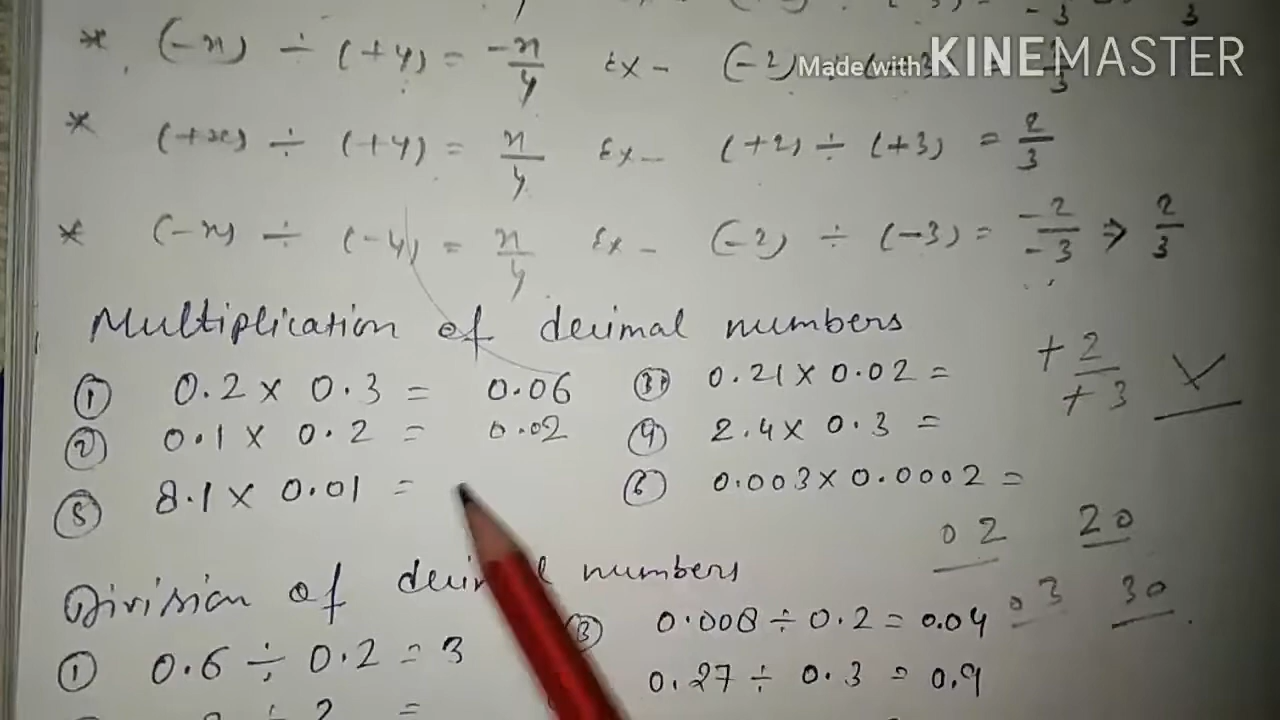 * (-x) ÷ (+y) = -x/y Ex- (-2)
Made with KINEMASTER
* (+x) ÷ (+y) = x/y Ex- (+2) ÷ (+3) = 2/3
* (-x) ÷ (-y) = x/y Ex- (-2) ÷ (-3) = -2/-3 ⇒ 2/3
Multiplication of decimal numbers
① 0.2 × 0.3 = 0.06 ③ 0.21 × 0.02 =
+2/+3
② 0.1 × 0.2 = 0.02 ④ 2.4 × 0.3 =
⑤ 8.1 × 0.01 = ⑥ 0.003 × 0.0002 =
02 20
Division of decimal numbers
03 30
① 0.6 ÷ 0.2 = 3 ③ 0.008 ÷ 0.2 = 0.04
0.27 ÷ 0.3 = 0.9